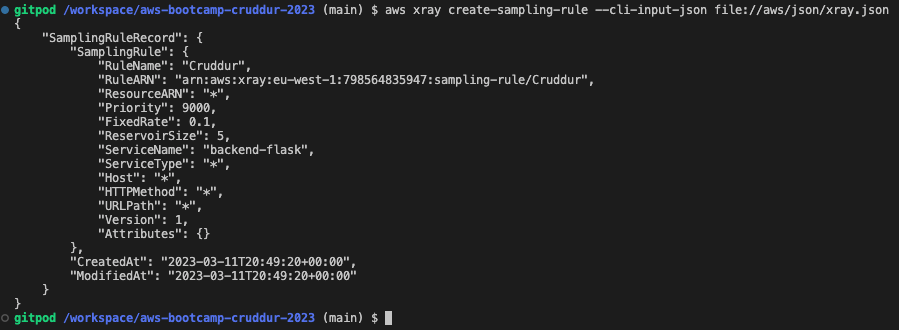 gitpod /workspace/aws-bootcamp-cruddur-2023 (main) $ aws xray create-sampling-rule --cli-input-json file://aws/json/xray.json
{
    "SamplingRuleRecord": {
        "SamplingRule": {
            "RuleName": "Cruddur",
            "RuleARN": "arn:aws:xray:eu-west-1:798564835947:sampling-rule/Cruddur",
            "ResourceARN": "*",
            "Priority": 9000,
            "FixedRate": 0.1,
            "ReservoirSize": 5,
            "ServiceName": "backend-flask",
            "ServiceType": "*",
            "Host": "*",
            "HTTPMethod": "*",
            "URLPath": "*",
            "Version": 1,
            "Attributes": {}
        },
        "CreatedAt": "2023-03-11T20:49:20+00:00",
        "ModifiedAt": "2023-03-11T20:49:20+00:00"
    }
}
gitpod /workspace/aws-bootcamp-cruddur-2023 (main) $